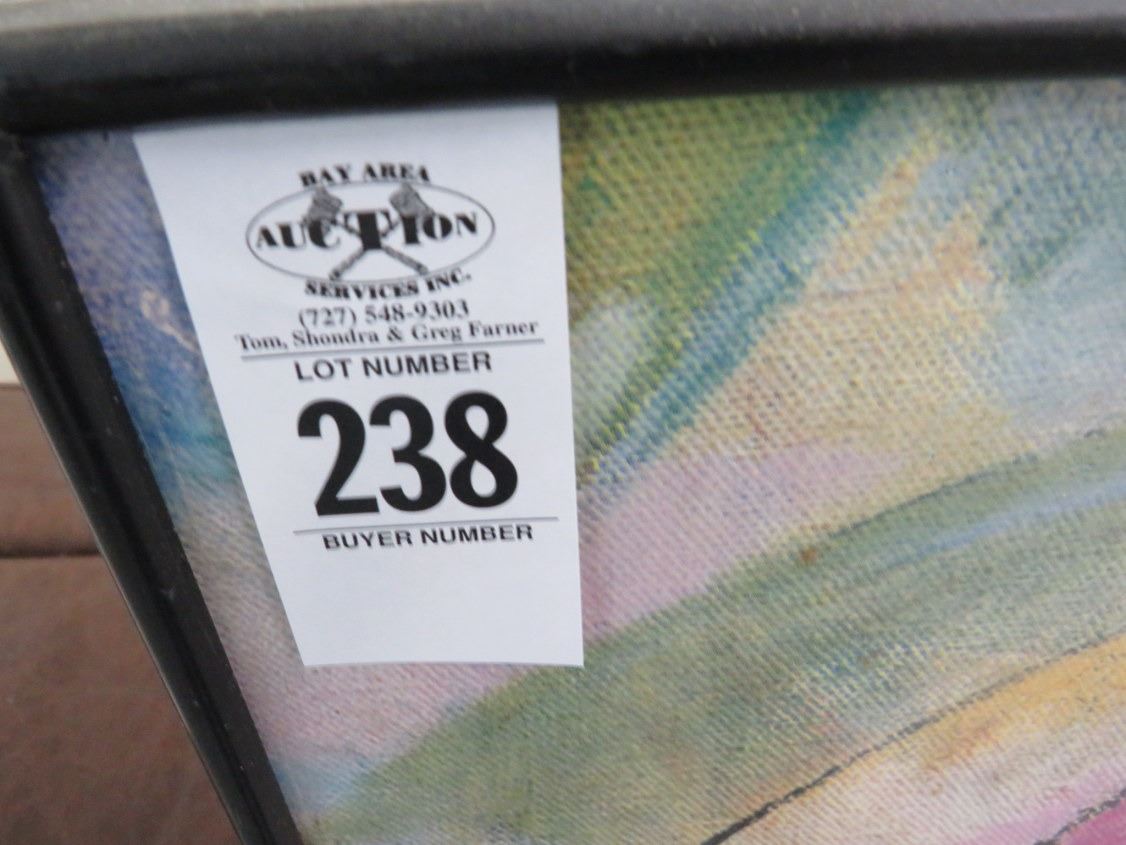 BAY AREA
AUCTION
SERVICES INC.
(727) 548-9303
Tom, Shondra & Greg Farner
LOT NUMBER
238
BUYER NUMBER